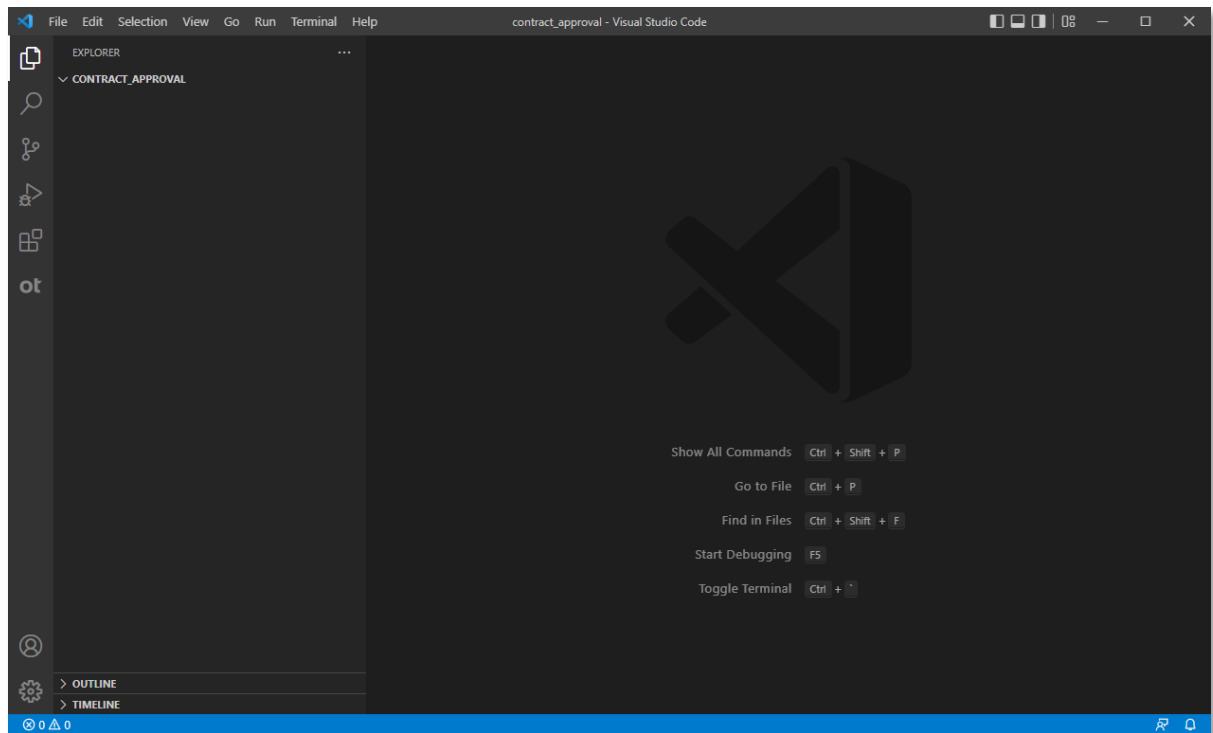 File Edit Selection View Go Run Terminal Help contract_approval - Visual Studio Code
EXPLORER ...
CONTRACT_APPROVAL
ot
Show All Commands Ctrl + Shift + P
Go to File Ctrl + P
Find in Files Ctrl + Shift + F
Start Debugging F5
Toggle Terminal Ctrl + `
OUTLINE
TIMELINE
0 0